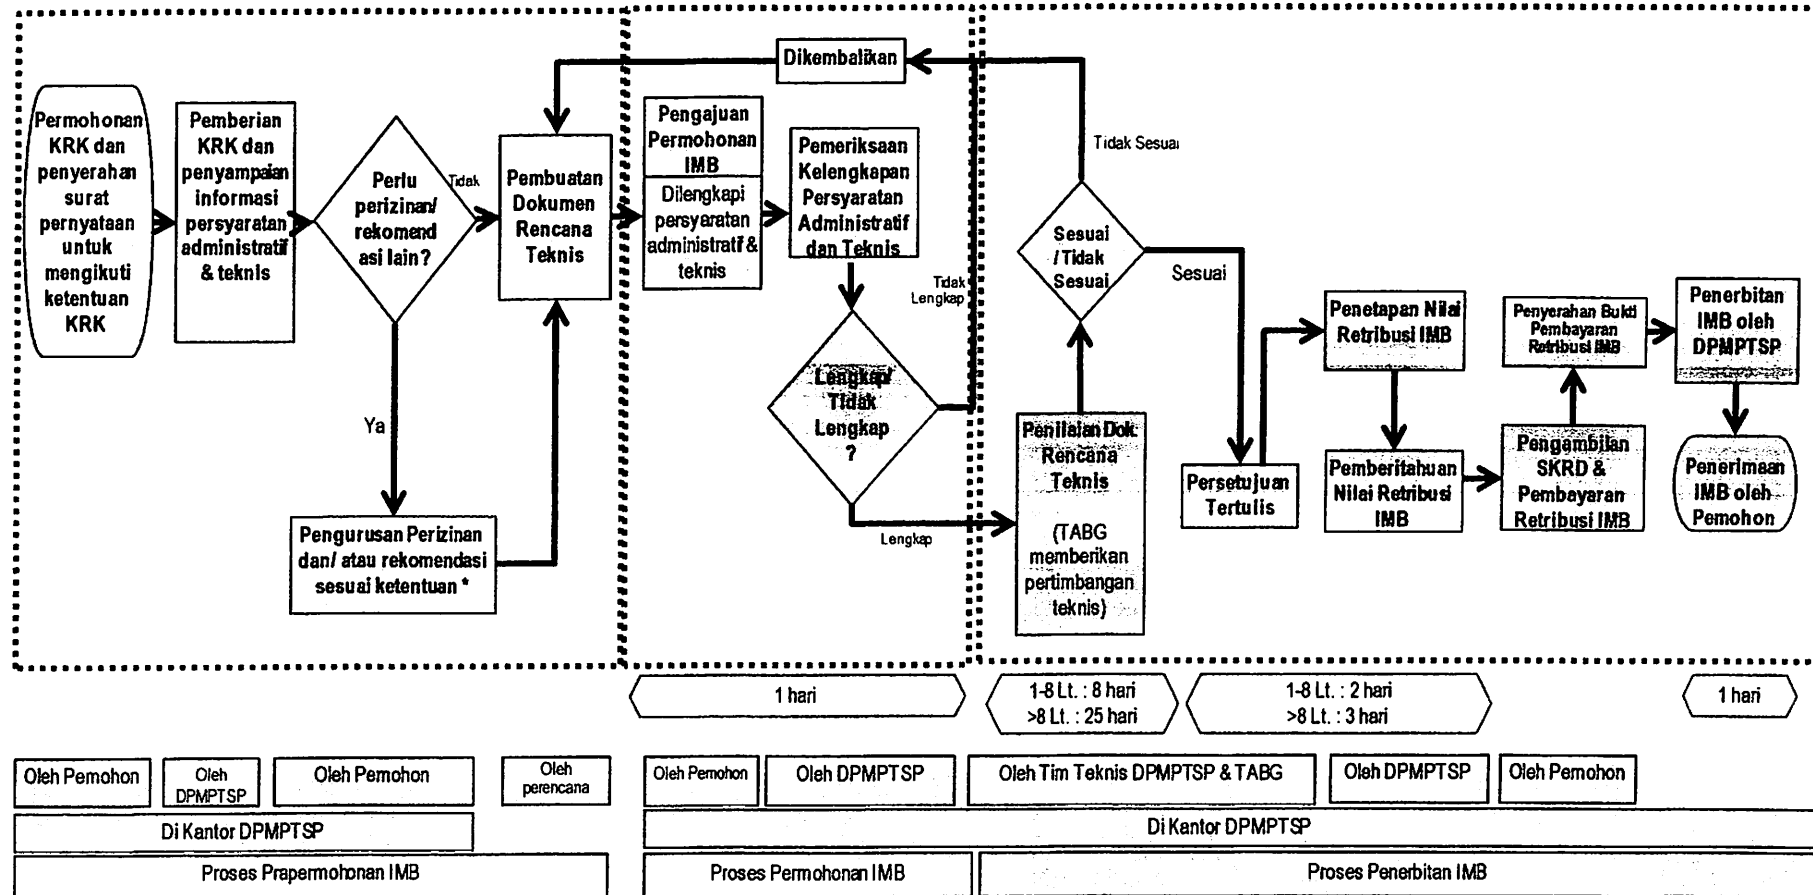 Permohonan
KRK dan
penyerahan
surat
pernyataan
untuk
mengikuti
ketentuan
KRK
Pemberian
KRK dan
penyampaian
informasi
persyaratan
administratif
& teknis
Perlu
perizinan/
rekomend
asi lain?
Tidak
Ya
Pengurusan Perizinan
dan/ atau rekomendasi
sesuai ketentuan *
Pembuatan
Dokumen
Rencana
Teknis
Dikembalikan
Pengajuan
Permohonan
IMB
Dilengkapi
persyaratan
administratif &
teknis
Pemeriksaan
Kelengkapan
Persyaratan
Administratif
dan Teknis
Tidak
Lengkap
Lengkap/
Tidak
Lengkap
?
Lengkap
Penilaian Dok.
Rencana
Teknis
(TABG
memberikan
pertimbangan
teknis)
Sesuai
/ Tidak
Sesuai
Tidak Sesuai
Sesuai
Persetujuan
Tertulis
Penetapan Nilai
Retribusi IMB
Pemberitahuan
Nilai Retribusi
IMB
Pengambilan
SKRD &
Pembayaran
Retribusi IMB
Penyerahan Bukti
Pembayaran
Retribusi IMB
Penerbitan
IMB oleh
DPMPTSP
Penerimaan
IMB oleh
Pemohon
1 hari
1-8 Lt. : 8 hari
>8 Lt. : 25 hari
1-8 Lt. : 2 hari
>8 Lt. : 3 hari
1 hari
Oleh Pemohon
Oleh
DPMPTSP
Oleh Pemohon
Oleh
perencana
Oleh Pemohon
Oleh DPMPTSP
Oleh Tim Teknis DPMPTSP & TABG
Oleh DPMPTSP
Oleh Pemohon
Di Kantor DPMPTSP
Di Kantor DPMPTSP
Proses Prapermohonan IMB
Proses Permohonan IMB
Proses Penerbitan IMB